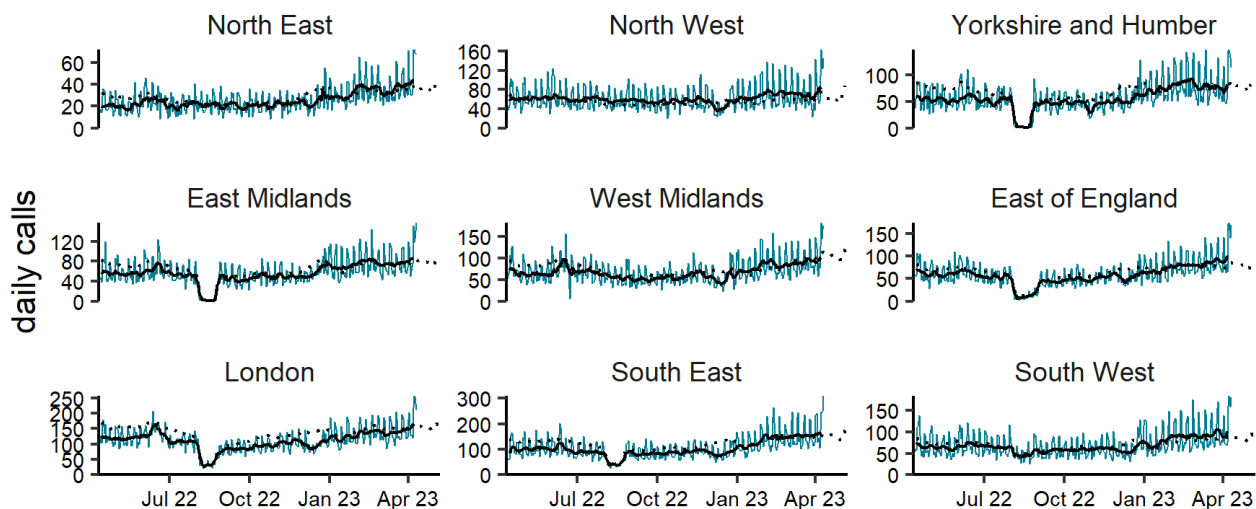 North East
North West
Yorkshire and Humber
60
40
20
0
160
120
80
40
0
100
50
0
daily calls
East Midlands
West Midlands
East of England
120
80
40
0
150
100
50
0
150
100
50
0
London
South East
South West
250
200
150
100
50
0
300
200
100
0
150
100
50
0
Jul 22 Oct 22 Jan 23 Apr 23
Jul 22 Oct 22 Jan 23 Apr 23
Jul 22 Oct 22 Jan 23 Apr 23